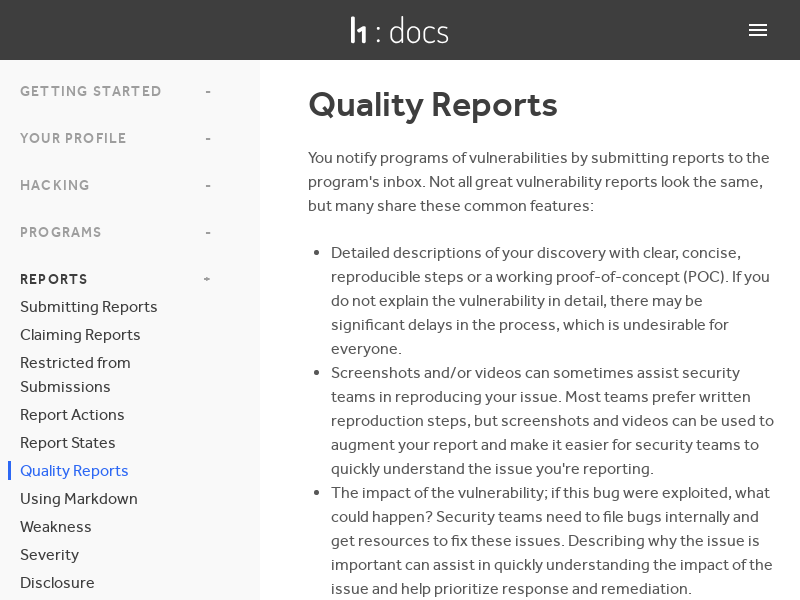 h1 : docs
GETTING STARTED -
YOUR PROFILE -
HACKING -
PROGRAMS -
REPORTS
Submitting Reports
Claiming Reports
Restricted from
Submissions
Report Actions
Report States
Quality Reports
Using Markdown
Weakness
Severity
Disclosure
Quality Reports
You notify programs of vulnerabilities by submitting reports to the
program's inbox. Not all great vulnerability reports look the same,
but many share these common features:
• Detailed descriptions of your discovery with clear, concise,
reproducible steps or a working proof-of-concept (POC). If you
do not explain the vulnerability in detail, there may be
significant delays in the process, which is undesirable for
everyone.
• Screenshots and/or videos can sometimes assist security
teams in reproducing your issue. Most teams prefer written
reproduction steps, but screenshots and videos can be used to
augment your report and make it easier for security teams to
quickly understand the issue you're reporting.
• The impact of the vulnerability; if this bug were exploited, what
could happen? Security teams need to file bugs internally and
get resources to fix these issues. Describing why the issue is
important can assist in quickly understanding the impact of the
issue and help prioritize response and remediation.